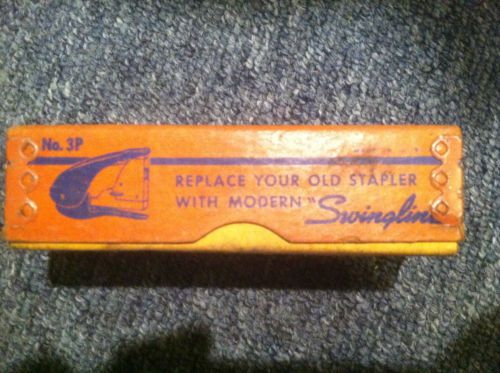 No. 3P
REPLACE YOUR OLD STAPLER
WITH MODERN "Swingline